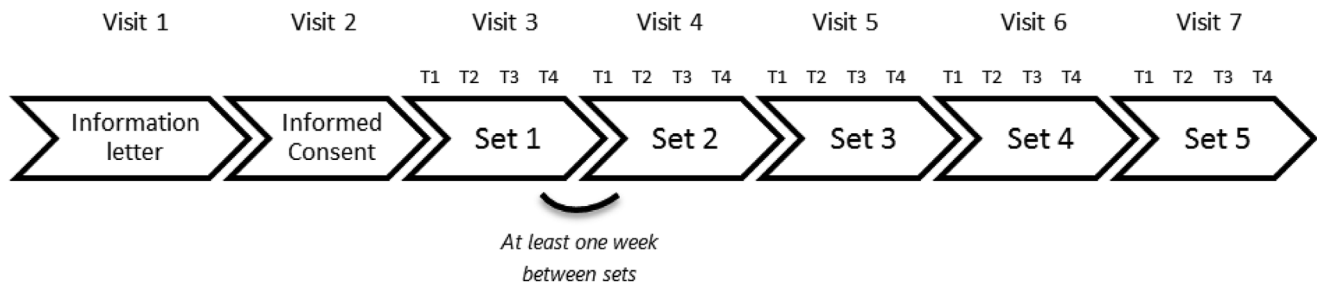 Visit 1 Visit 2 Visit 3 Visit 4 Visit 5 Visit 6 Visit 7
T1 T2 T3 T4 T1 T2 T3 T4 T1 T2 T3 T4 T1 T2 T3 T4 T1 T2 T3 T4
Information
letter
Informed
Consent
Set 1
Set 2
Set 3
Set 4
Set 5
At least one week
between sets